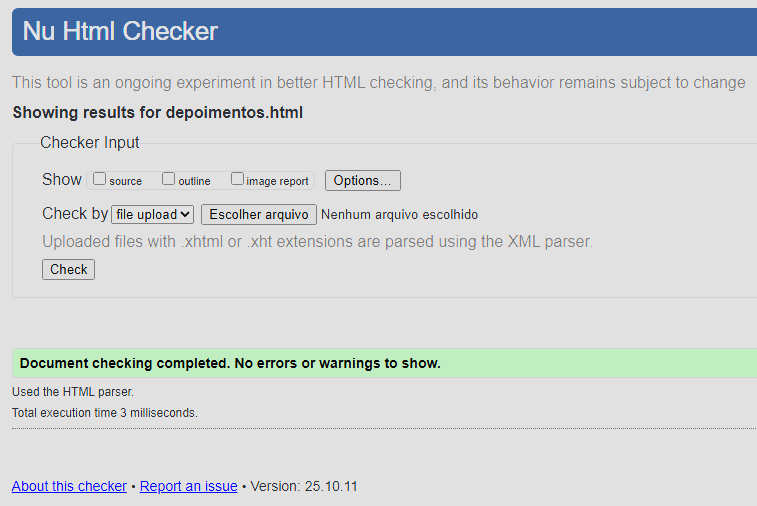 Nu Html Checker
This tool is an ongoing experiment in better HTML checking, and its behavior remains subject to change
Showing results for depoimentos.html
Checker Input
Show source outline image report Options...
Check by file upload Escolher arquivo Nenhum arquivo escolhido
Uploaded files with .xhtml or .xht extensions are parsed using the XML parser.
Check
Document checking completed. No errors or warnings to show.
Used the HTML parser.
Total execution time 3 milliseconds.
About this checker • Report an issue • Version: 25.10.11